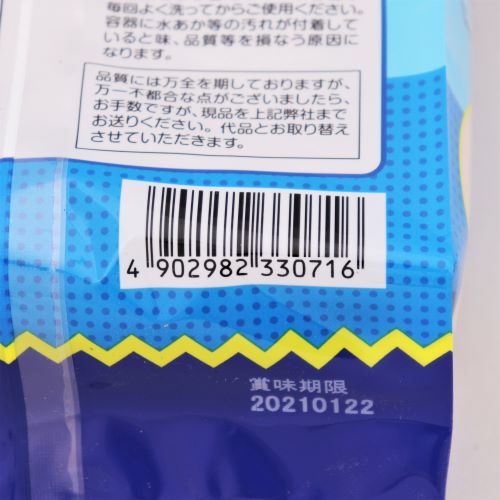 毎回よく洗ってからご使用ください。
容器に水あか等の汚れが付着して
いると味、品質等を損なう原因に
なります。
品質には万全を期しておりますが、
万一不都合な点がございましたら、
お手数ですが、現品を上記弊社まで
お送りください。代品とお取り替え
させていただきます。
4 902982 330716
賞味期限
20210122